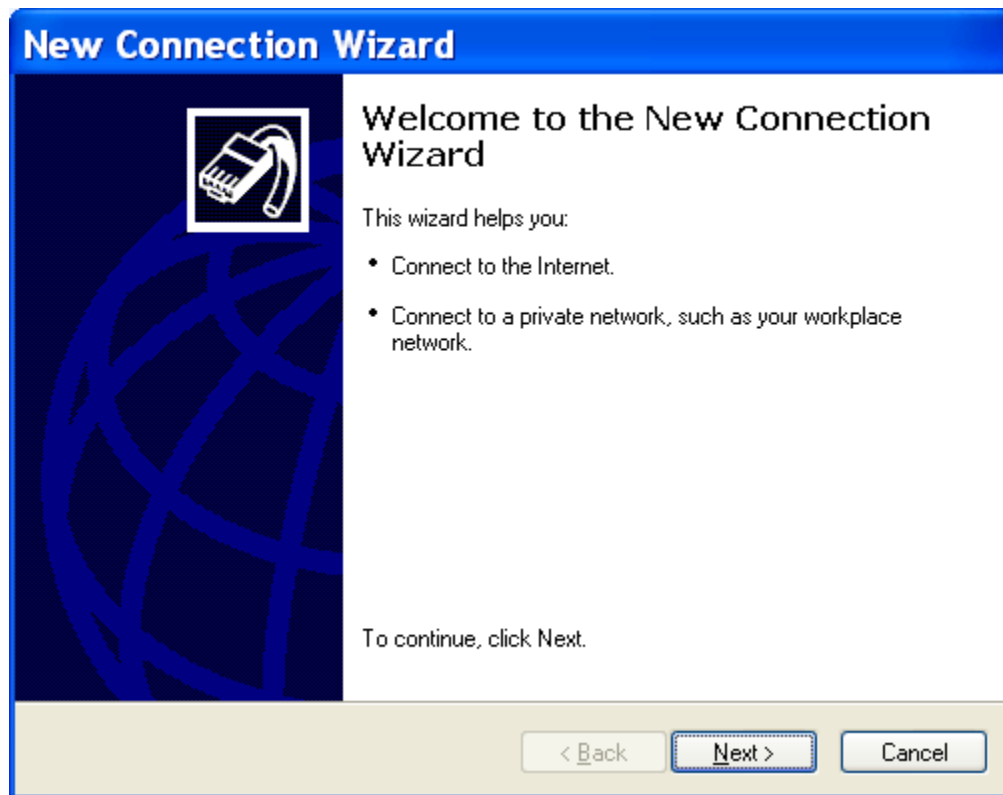 New Connection Wizard
Welcome to the New Connection
Wizard
This wizard helps you:
• Connect to the Internet.
• Connect to a private network, such as your workplace
network.
To continue, click Next.
< Back
Next >
Cancel